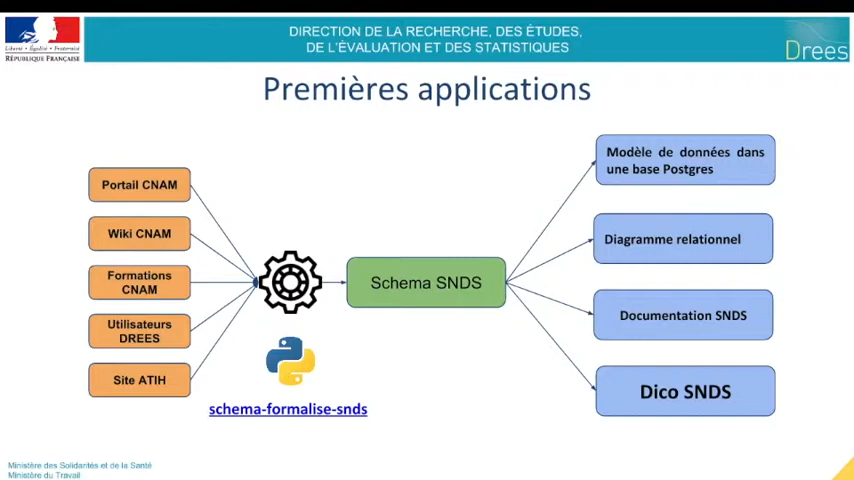 DIRECTION DE LA RECHERCHE, DES ÉTUDES,
DE L'ÉVALUATION ET DES STATISTIQUES
Liberté • Égalité • Fraternité
RÉPUBLIQUE FRANÇAISE
Drees
Premières applications
Portail CNAM
Wiki CNAM
Formations
CNAM
Utilisateurs
DREES
Site ATIH
schema-formalise-snds
Schema SNDS
Modèle de données dans
une base Postgres
Diagramme relationnel
Documentation SNDS
Dico SNDS
Ministère des Solidantés et de la Santé
Ministère du Travail